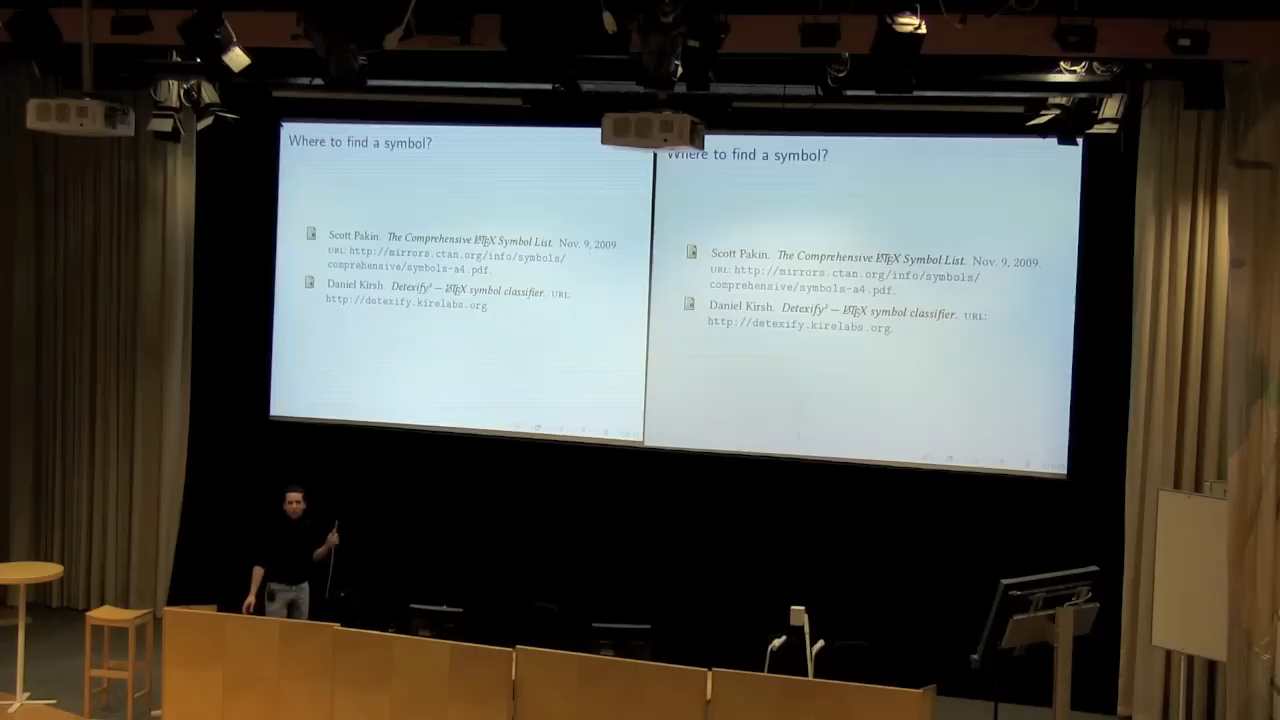 Where to find a symbol?
Scott Pakin. The Comprehensive LATEX Symbol List. Nov. 9, 2009.
URL: http://mirrors.ctan.org/info/symbols/
comprehensive/symbols-a4.pdf.
Daniel Kirsh. Detexify² — LATEX symbol classifier. URL:
http://detexify.kirelabs.org.
Where to find a symbol?
Scott Pakin. The Comprehensive LATEX Symbol List. Nov. 9, 2009.
URL: http://mirrors.ctan.org/info/symbols/
comprehensive/symbols-a4.pdf.
Daniel Kirsh. Detexify² — LATEX symbol classifier. URL:
http://detexify.kirelabs.org.